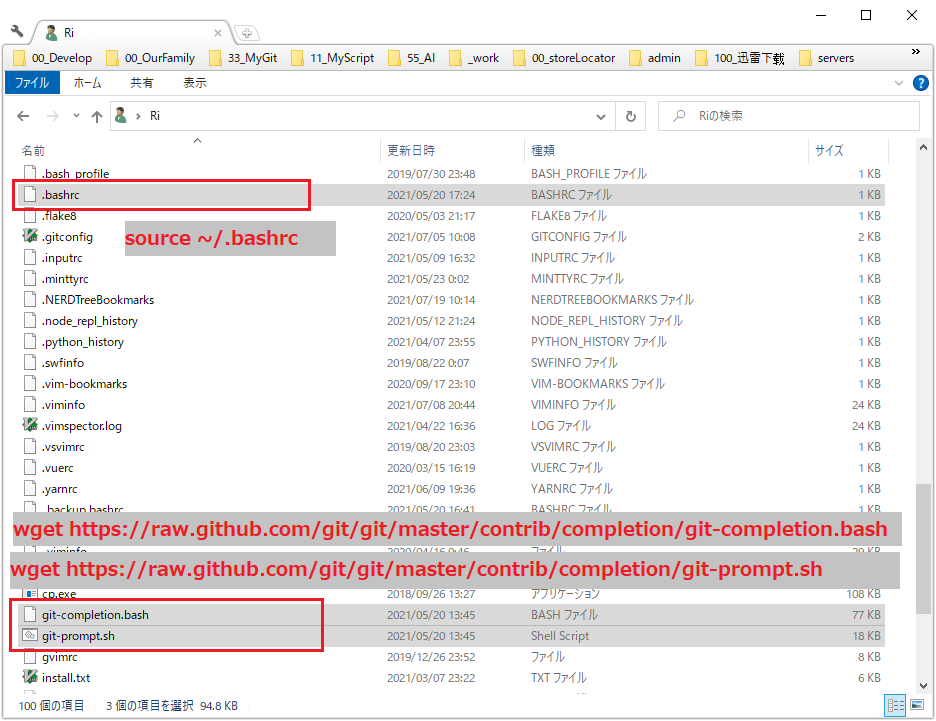 Ri
00_Develop 00_OurFamily 33_MyGit 11_MyScript 55_AI _work 00_storeLocator admin 100_迅雷下載 servers
ファイル ホーム 共有 表示
Ri Riの検索
名前 更新日時 種類 サイズ
.bash_profile 2019/07/30 23:48 BASH_PROFILE ファイル 1 KB
.bashrc 2021/05/20 17:24 BASHRC ファイル 1 KB
.flake8 2020/05/03 21:17 FLAKE8 ファイル 1 KB
.gitconfig 2021/07/05 10:08 GITCONFIG ファイル 2 KB
source ~/.bashrc
.inputrc 2021/05/09 16:32 INPUTRC ファイル 1 KB
.minttyrc 2021/05/23 0:02 MINTTYRC ファイル 1 KB
.NERDTreeBookmarks 2021/07/19 10:14 NERDTREEBOOKMARKS ファイル 1 KB
.node_repl_history 2021/05/12 21:24 NODE_REPL_HISTORY ファイル 1 KB
.python_history 2021/04/07 23:55 PYTHON_HISTORY ファイル 1 KB
.swfinfo 2019/08/22 0:07 SWFINFO ファイル 1 KB
.vim-bookmarks 2020/09/17 23:10 VIM-BOOKMARKS ファイル 1 KB
.viminfo 2021/07/08 20:44 VIMINFO ファイル 24 KB
.vimspector.log 2021/04/22 16:36 LOG ファイル 24 KB
.vsvimrc 2019/08/20 23:03 VSVIMRC ファイル 1 KB
.vuerc 2020/03/15 16:19 VUERC ファイル 1 KB
.yarnrc 2021/06/09 19:36 YARNRC ファイル 1 KB
_backup.bashrc 2021/05/20 16:41 BASHRC ファイル 1 KB
wget https://raw.github.com/git/git/master/contrib/completion/git-completion.bash
_viminfo 2020/04/16 0:46 ファイル 29 KB
wget https://raw.github.com/git/git/master/contrib/completion/git-prompt.sh
cp.exe 2018/09/26 13:27 アプリケーション 108 KB
git-completion.bash 2021/05/20 13:45 BASH ファイル 77 KB
git-prompt.sh 2021/05/20 13:45 Shell Script 18 KB
gvimrc 2019/12/26 23:52 ファイル 8 KB
install.txt 2021/03/07 23:22 TXT ファイル 6 KB
100 個の項目 3 個の項目を選択 94.8 KB